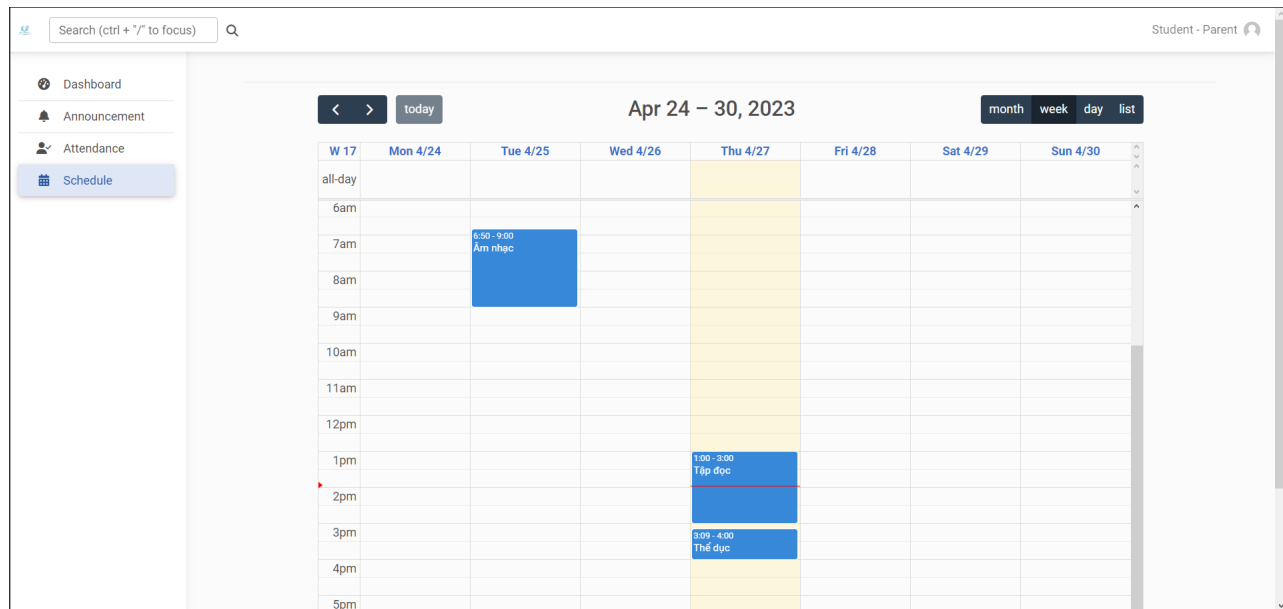 Search (ctrl + "/" to focus)
Student - Parent
Dashboard
Announcement
Attendance
Schedule
today
Apr 24 – 30, 2023
month week day list
W 17 Mon 4/24 Tue 4/25 Wed 4/26 Thu 4/27 Fri 4/28 Sat 4/29 Sun 4/30
all-day
6am
6:50 - 9:00
Âm nhạc
7am
8am
9am
10am
11am
12pm
1pm
1:00 - 3:00
Tập đọc
2pm
3pm
3:09 - 4:00
Thể dục
4pm
5pm